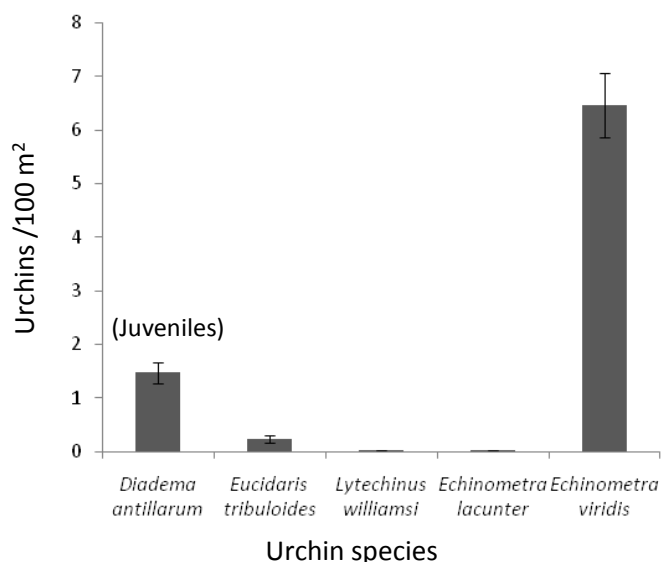 8
7
6
5
4
3
2
1
0
Urchins /100 m²
(Juveniles)
Diadema Eucidaris Lytechinus Echinometra Echinometra
antillarum tribuloides williamsi lacunter viridis
Urchin species